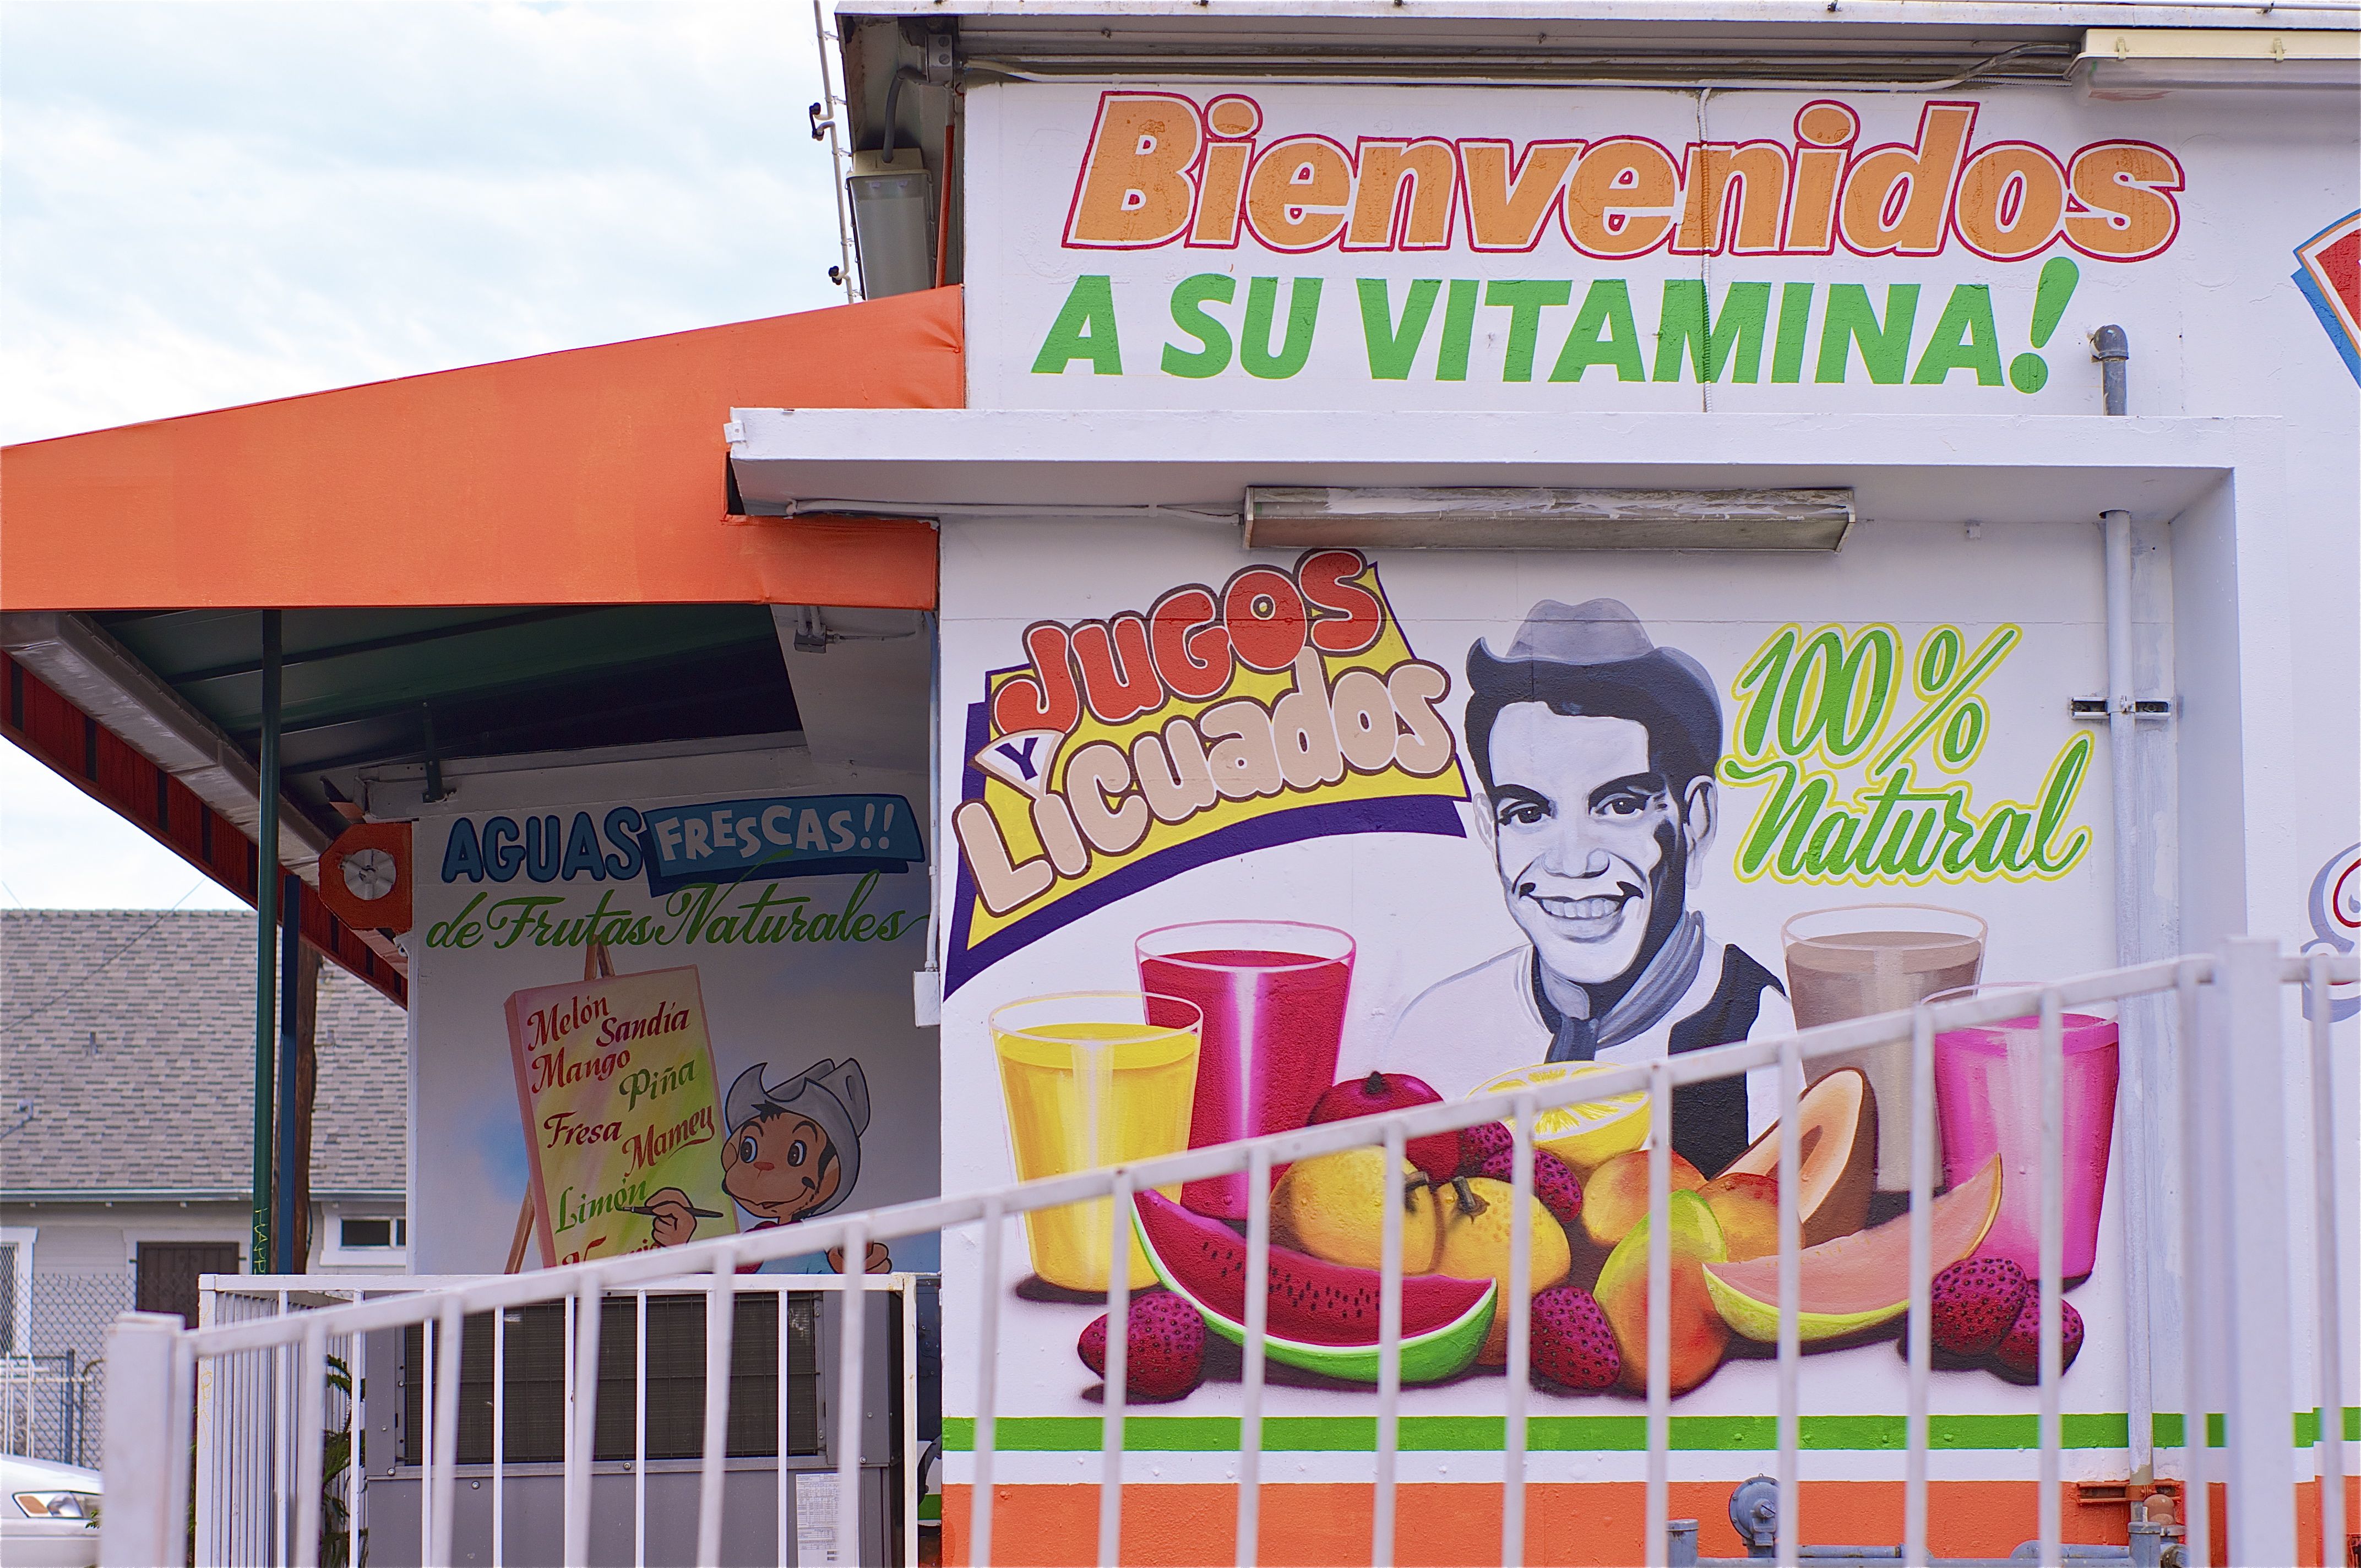 Bienvenidos
A SU VITAMINA!
JUGOS
Y
Licuados
100%
Natural
AGUAS FRESCAS!!
de Frutas Naturales
Melón
Sandía
Mango
Piña
Fresa
Mamey
Limón